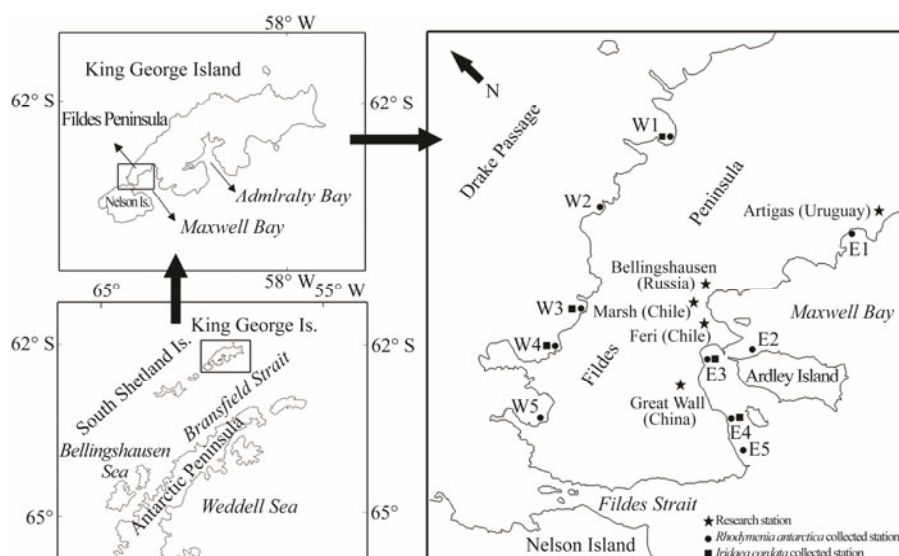 58° W
King George Island
62° S
62° S
Fildes Peninsula
Nelson Is.
Admlralty Bay
Maxwell Bay
58° W
65°
55° W
King George Is.
62°
62° S
South Shetland Is.
Bransfield Strait
Bellingshausen
Sea
Antarctic Peninsula
Weddell Sea
65°
65°
N
Drake Passage
W1
W2
Peninsula
Artigas (Uruguay)
E1
Bellingshausen
(Russia)
W3
Marsh (Chile)
Maxwell Bay
Feri (Chile)
W4
E2
Fildes
E3
Ardley Island
Great Wall
(China)
W5
E4
E5
Fildes Strait
Nelson Island
Research station
Rhodymenia antarctica collected station
Iridaea cordata collected station